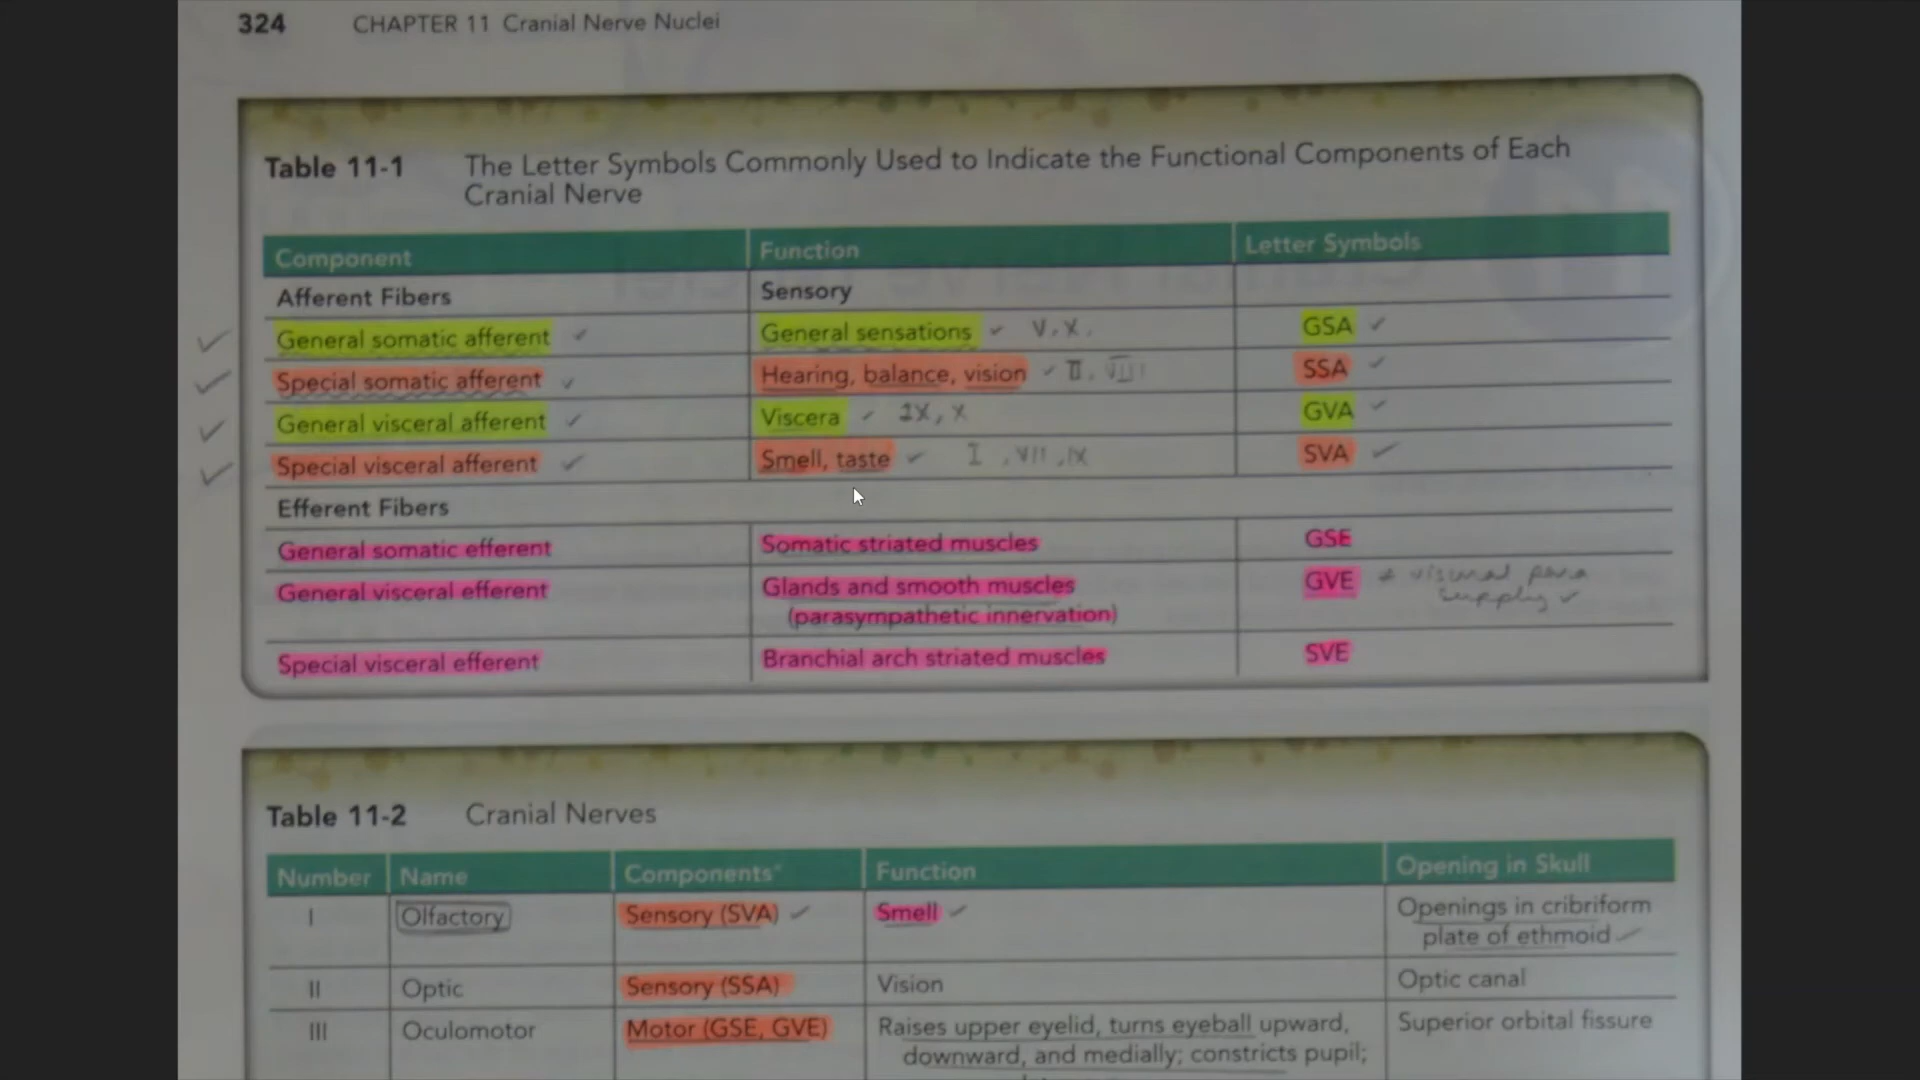 324 CHAPTER 11 Cranial Nerve Nuclei
Table 11-1 The Letter Symbols Commonly Used to Indicate the Functional Components of Each
Cranial Nerve
Component Function Letter Symbols
Afferent Fibers Sensory
General somatic afferent General sensations V, X. GSA
Special somatic afferent Hearing, balance, vision II, VIII SSA
General visceral afferent Viscera IX, X GVA
Special visceral afferent Smell, taste I, VII, IX SVA
Efferent Fibers
General somatic efferent Somatic striated muscles GSE
General visceral efferent Glands and smooth muscles GVE visceral para
(parasympathetic innervation) supply
Special visceral efferent Branchial arch striated muscles SVE
Table 11-2 Cranial Nerves
Number Name Components* Function Opening in Skull
I Olfactory Sensory (SVA) Smell Openings in cribriform
plate of ethmoid
II Optic Sensory (SSA) Vision Optic canal
III Oculomotor Motor (GSE, GVE) Raises upper eyelid, turns eyeball upward, Superior orbital fissure
downward, and medially; constricts pupil;